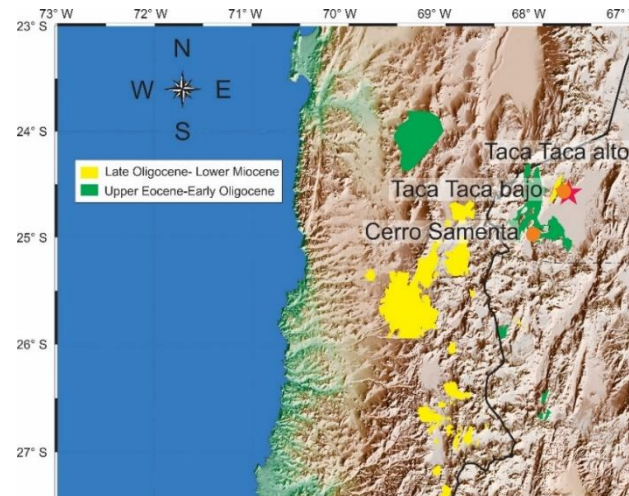 73° W 72° W 71° W 70° W 69° W 68° W 67° W
23° S
N
W E
S
24° S
Taca Taca alto
Late Oligocene- Lower Miocene
Upper Eocene-Early Oligocene
Taca Taca bajo
Cerro Samenta
25° S
26° S
27° S